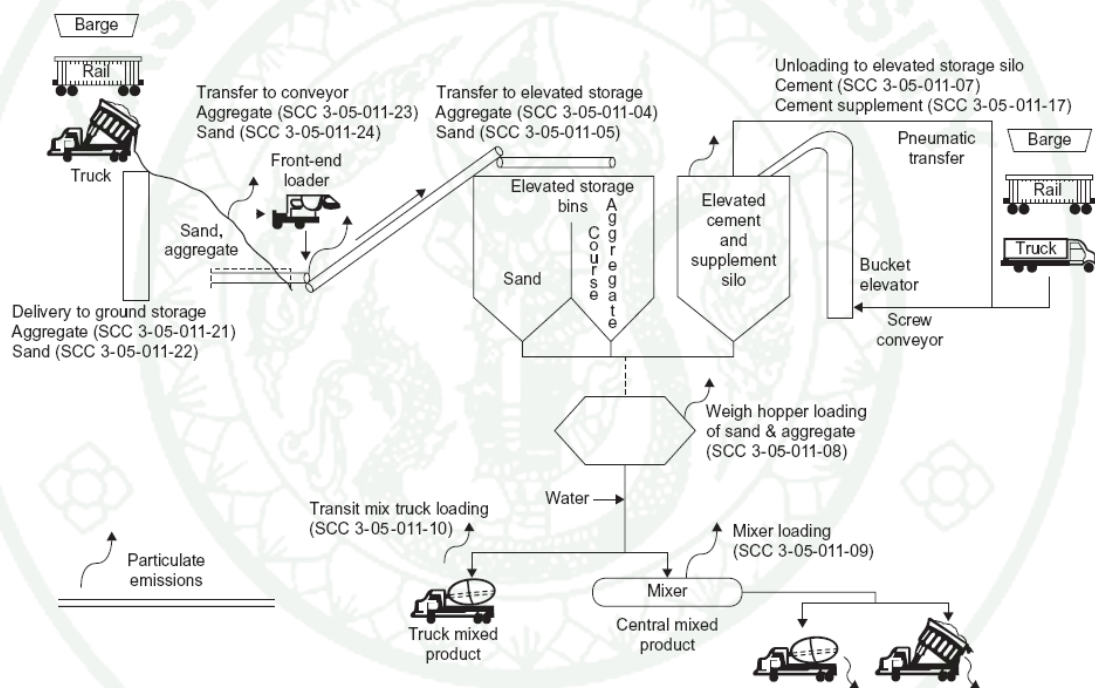 Barge
Rail
Truck
Transfer to conveyor
Aggregate (SCC 3-05-011-23)
Sand (SCC 3-05-011-24)
Front-end
loader
Sand,
aggregate
Delivery to ground storage
Aggregate (SCC 3-05-011-21)
Sand (SCC 3-05-011-22)
Transfer to elevated storage
Aggregate (SCC 3-05-011-04)
Sand (SCC 3-05-011-05)
Elevated storage
bins
Sand
Course
Aggregate
Elevated
cement
and
supplement
silo
Unloading to elevated storage silo
Cement (SCC 3-05-011-07)
Cement supplement (SCC 3-05-011-17)
Pneumatic
transfer
Barge
Rail
Truck
Bucket
elevator
Screw
conveyor
Weigh hopper loading
of sand & aggregate
(SCC 3-05-011-08)
Water
Transit mix truck loading
(SCC 3-05-011-10)
Mixer loading
(SCC 3-05-011-09)
Particulate
emissions
Truck mixed
product
Mixer
Central mixed
product